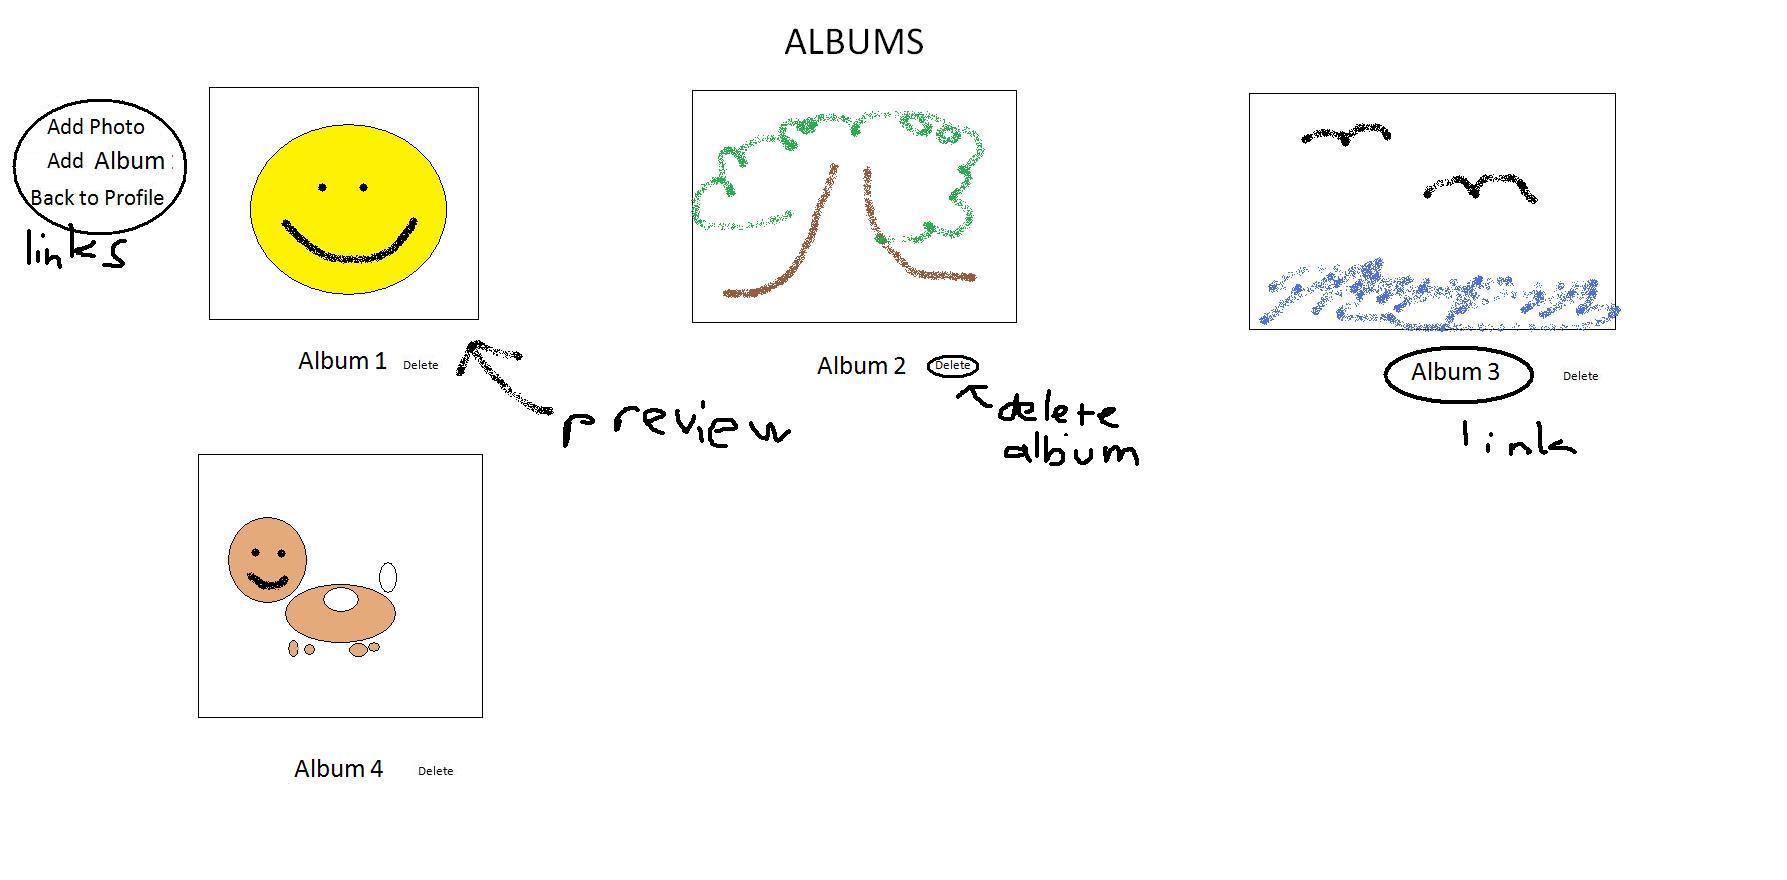 ALBUMS
Add Photo
Add Album
Back to Profile
links
Album 1 Delete
preview
Album 2 Delete
delete
album
Album 3 Delete
link
Album 4 Delete